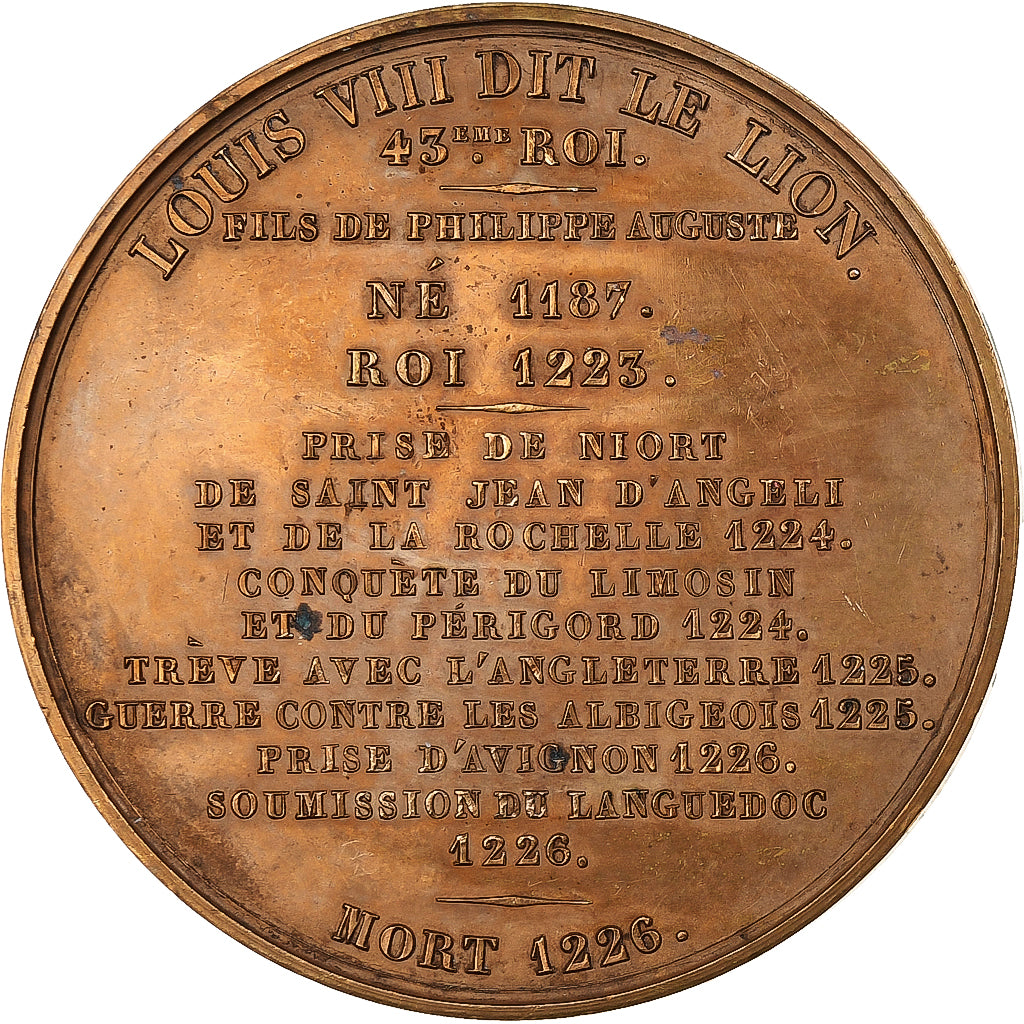 LOUIS VIII DIT LE LION.
43EME. ROI.
FILS DE PHILIPPE AUGUSTE
NÉ 1187.
ROI 1223.
PRISE DE NIORT
DE SAINT JEAN D'ANGELI
ET DE LA ROCHELLE 1224.
CONQUÈTE DU LIMOSIN
ET DU PÉRIGORD 1224.
TRÈVE AVEC L'ANGLETERRE 1225.
GUERRE CONTRE LES ALBIGEOIS 1225.
PRISE D'AVIGNON 1226.
SOUMISSION DU LANGUEDOC
1226.
MORT 1226.